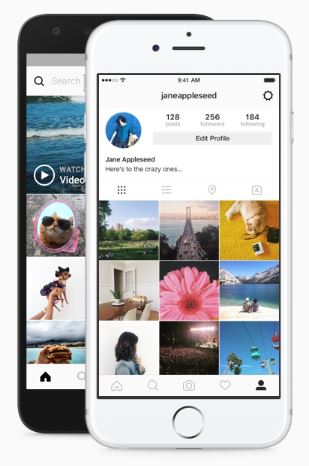 Search
WATCH
Video
9:41 AM
janeappleseed
128 256 184
posts followers following
Edit Profile
Jane Appleseed
Here's to the crazy ones...